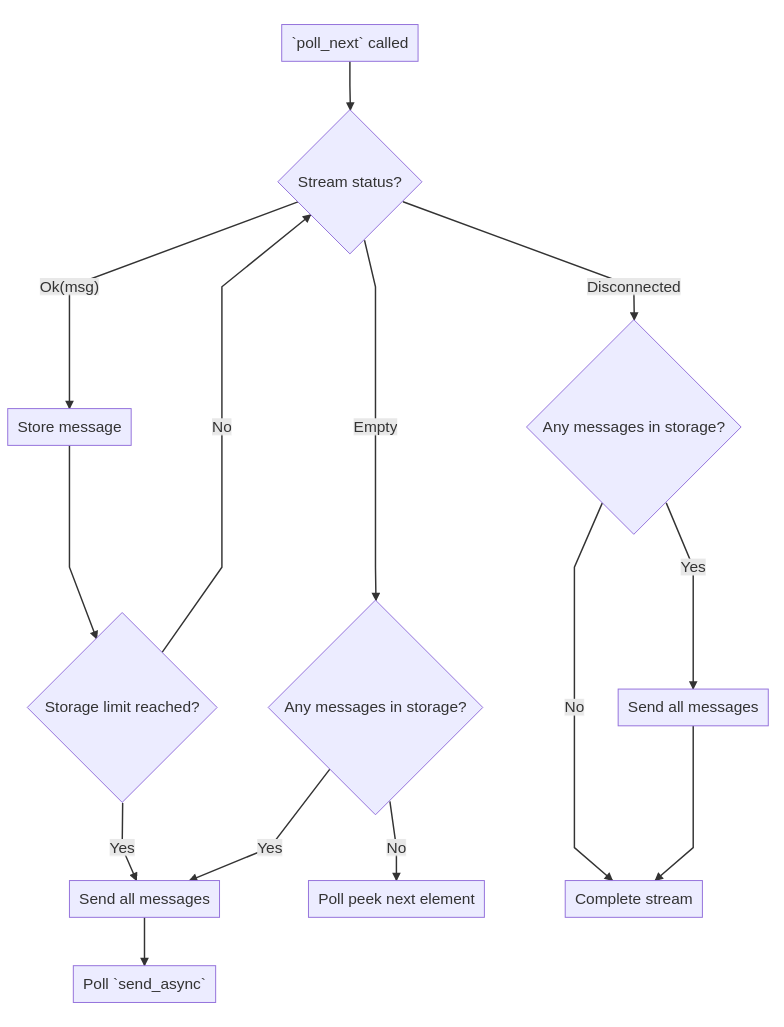 `poll_next` called
Stream status?
Ok(msg)
Disconnected
Store message
No
Empty
Any messages in storage?
Yes
Storage limit reached?
Any messages in storage?
No
Send all messages
Yes
Yes
No
Send all messages
Poll peek next element
Complete stream
Poll `send_async`